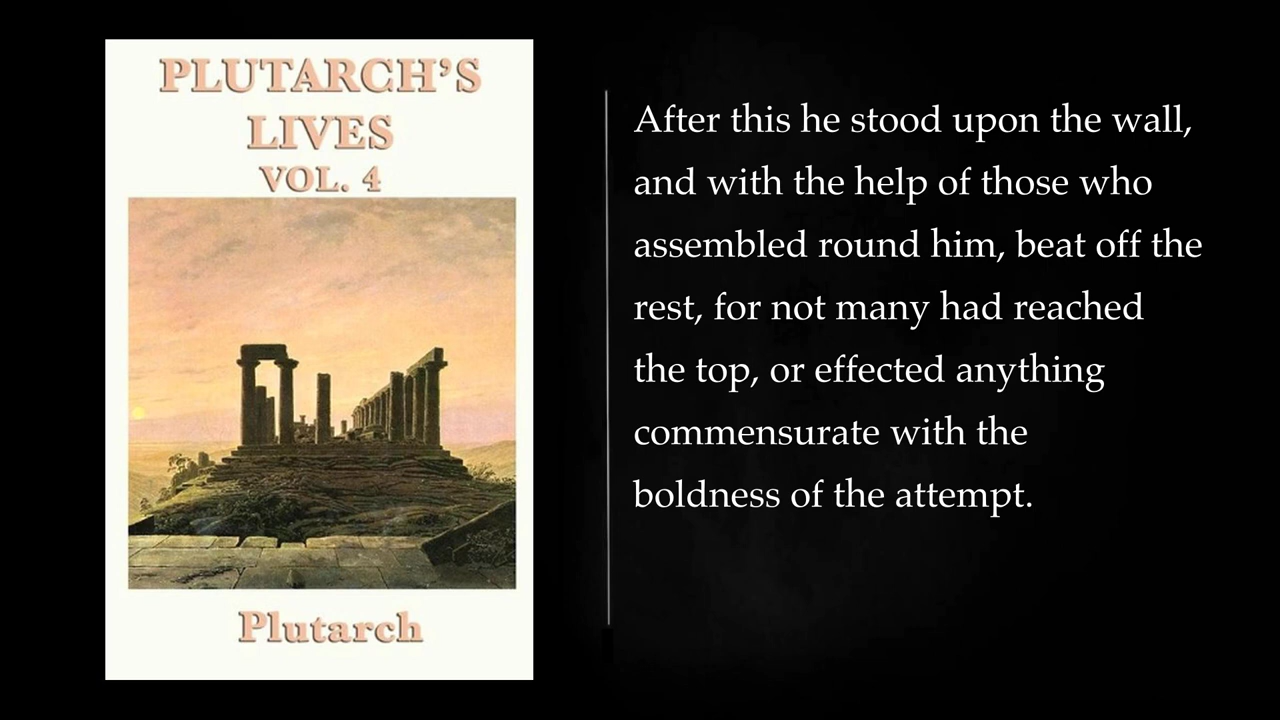 PLUTARCH'S
LIVES
VOL. 4
Plutarch
After this he stood upon the wall,
and with the help of those who
assembled round him, beat off the
rest, for not many had reached
the top, or effected anything
commensurate with the
boldness of the attempt.